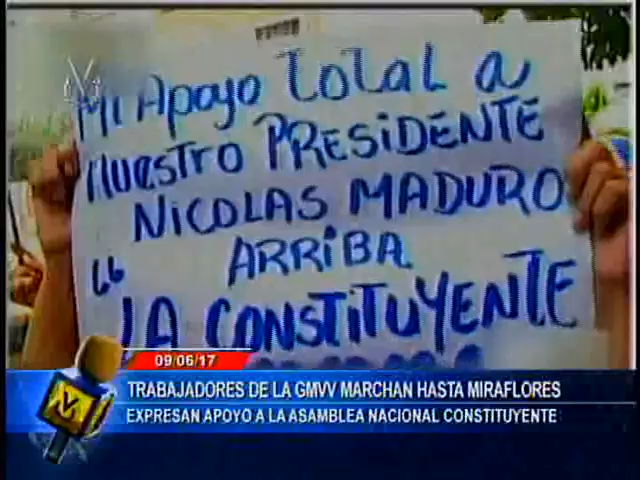 Mi Apoyo Total a
Nuestro PRESiDENTE
NICOLAS MADURO
ARRiBA
“LA CONSTiTUYENTE
09/06/17
TRABAJADORES DE LA GMVV MARCHAN HASTA MIRAFLORES
EXPRESAN APOYO A LA ASAMBLEA NACIONAL CONSTITUYENTE